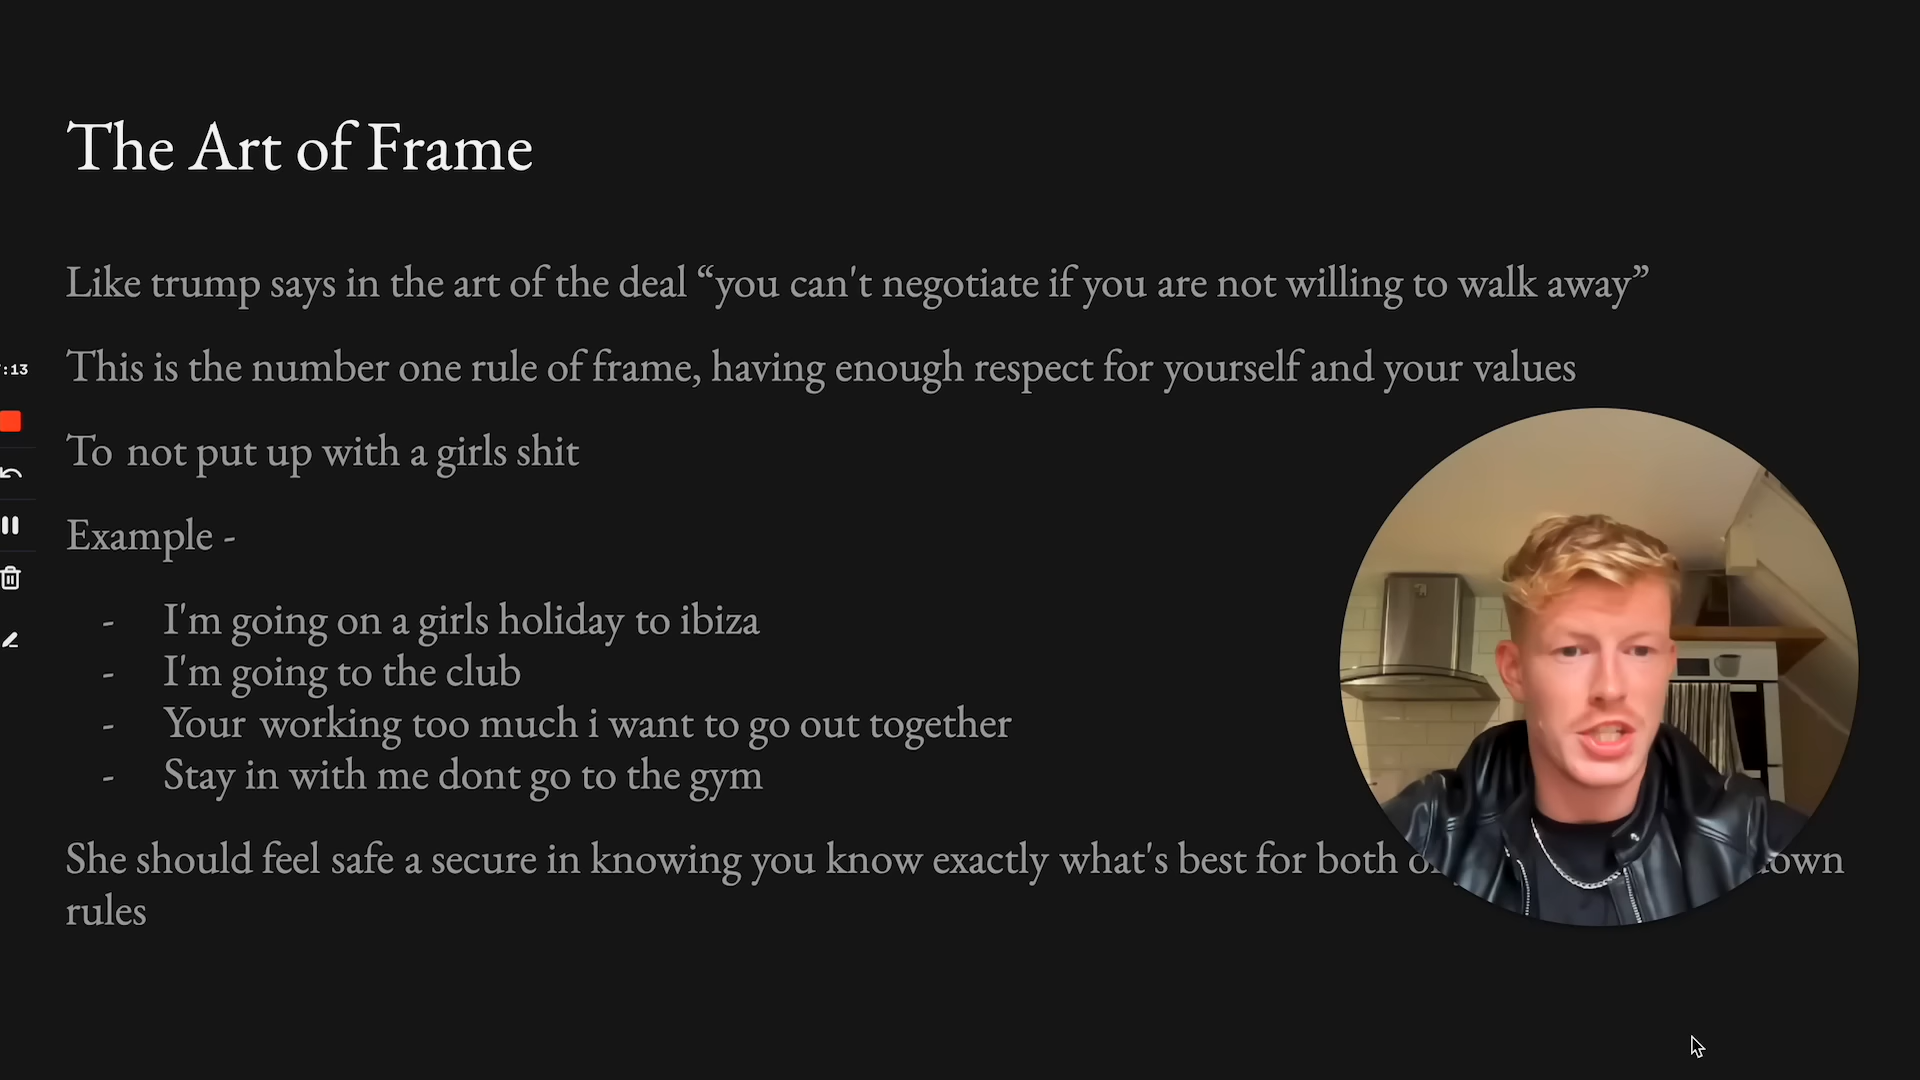 The Art of Frame
Like trump says in the art of the deal “you can't negotiate if you are not willing to walk away”
This is the number one rule of frame, having enough respect for yourself and your values
:13
To not put up with a girls shit
Example -
- I'm going on a girls holiday to ibiza
- I'm going to the club
- Your working too much i want to go out together
- Stay in with me dont go to the gym
She should feel safe a secure in knowing you know exactly what's best for both
rules